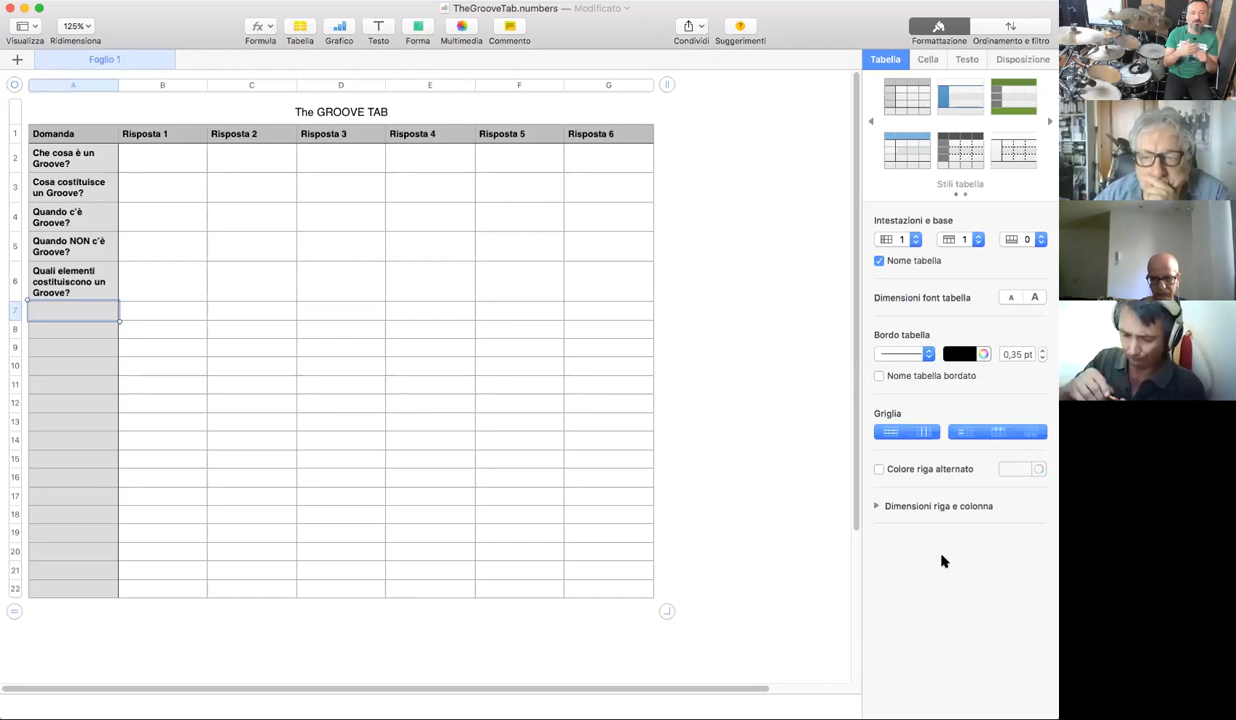 TheGrooveTab.numbers — Modificato
125%
Visualizza
Ridimensiona
Formula
Tabella
Grafico
Testo
Forma
Multimedia
Commento
Condividi
Suggerimenti
Formattazione
Ordinamento e filtro
Foglio 1
Tabella
Cella
Testo
Disposizione
A B C D E F G
The GROOVE TAB
1 Domanda Risposta 1 Risposta 2 Risposta 3 Risposta 4 Risposta 5 Risposta 6
2 Che cosa è un
Groove?
3 Cosa costituisce
un Groove?
4 Quando c'è
Groove?
5 Quando NON c'è
Groove?
6 Quali elementi
costituiscono un
Groove?
7
8
9
10
11
12
13
14
15
16
17
18
19
20
21
22
Stili tabella
Intestazioni e base
1 1 0
Nome tabella
Dimensioni font tabella
A A
Bordo tabella
0,35 pt
Nome tabella bordato
Griglia
Colore riga alternato
Dimensioni riga e colonna